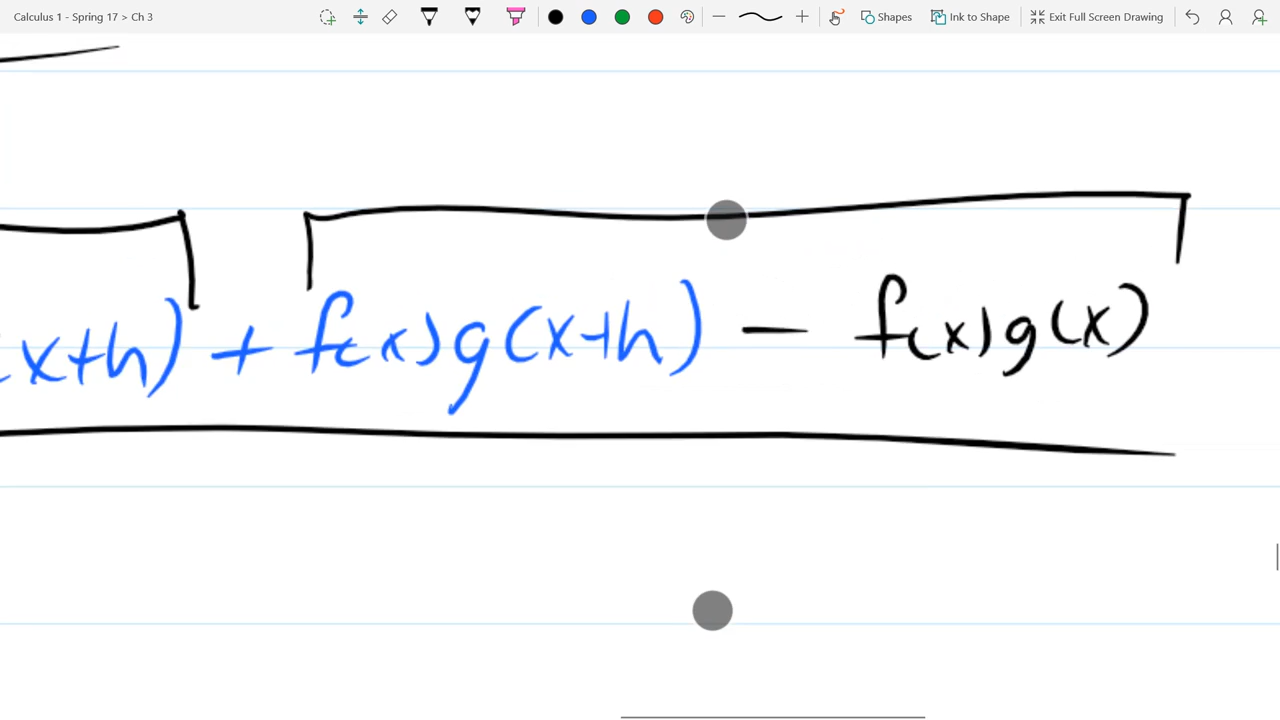 Calculus 1 - Spring 17 > Ch 3 Shapes Ink to Shape Exit Full Screen Drawing
x+h) + f(x)g(x+h) − f(x)g(x)